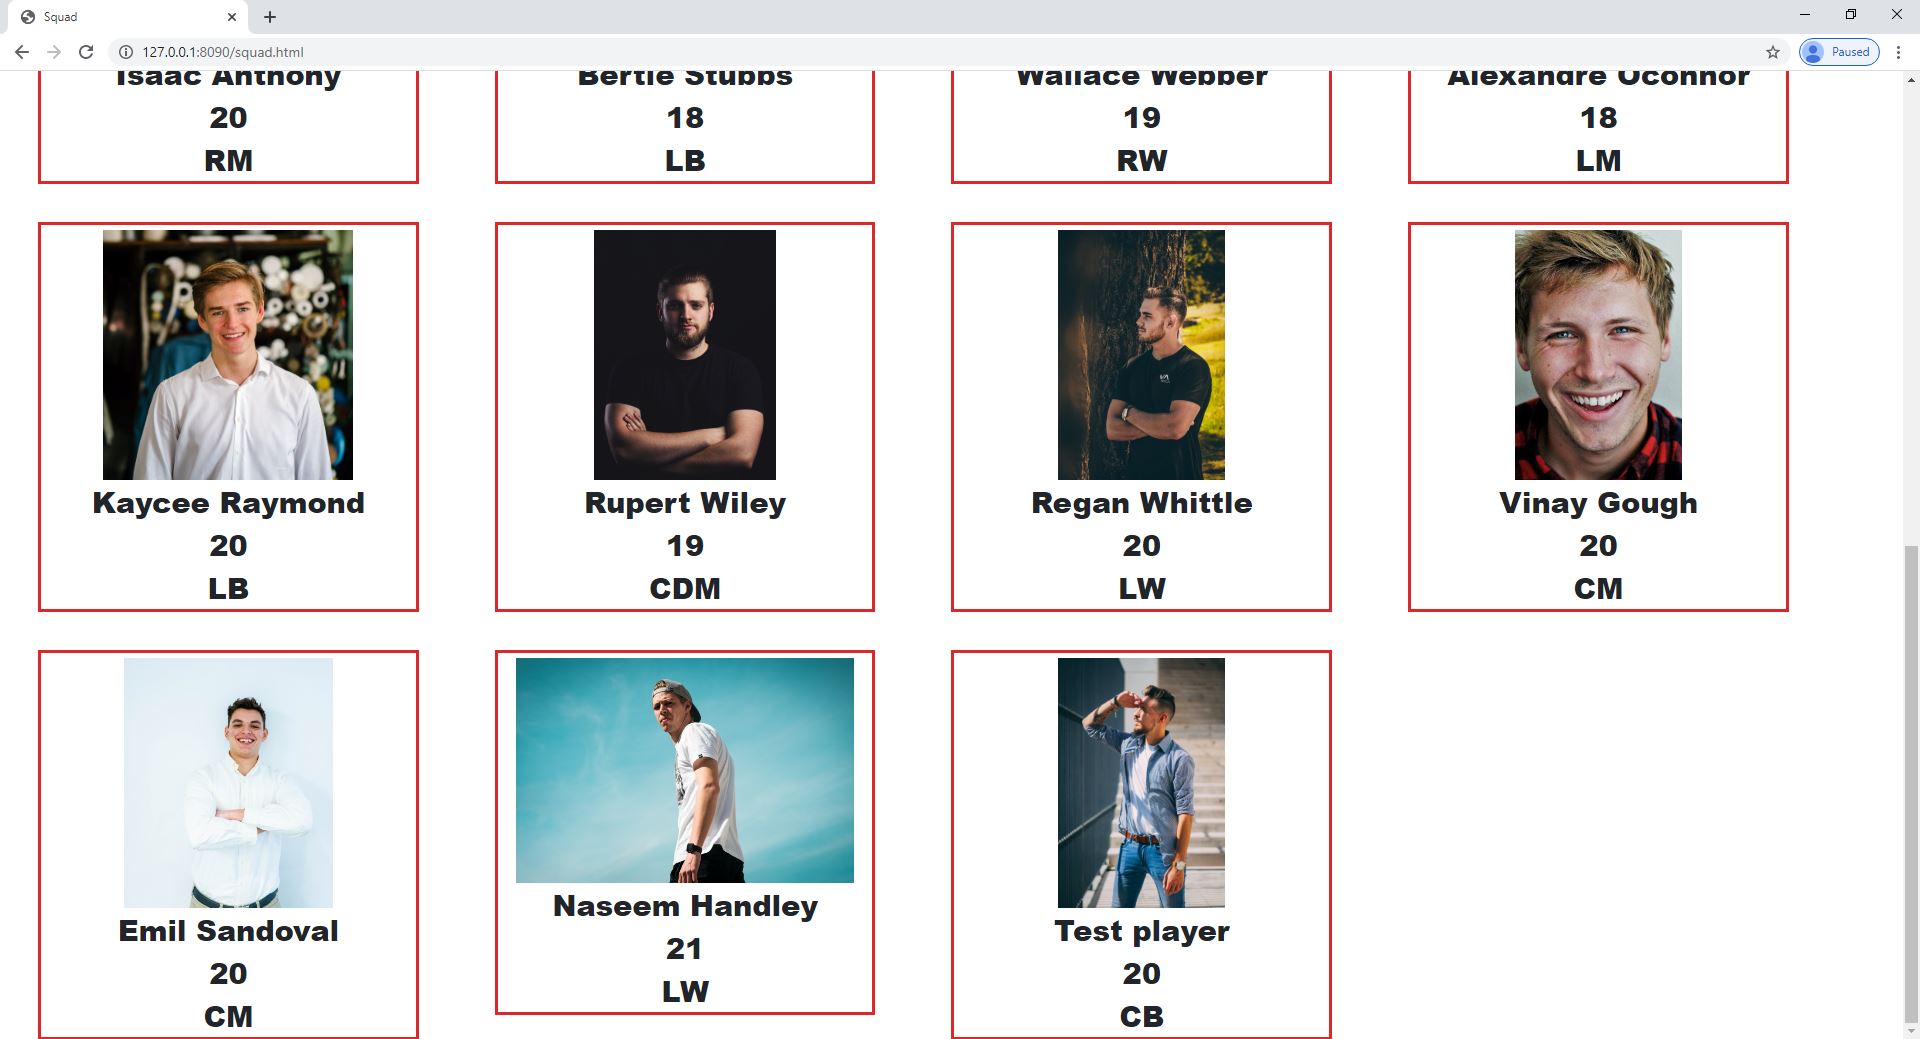 Squad
127.0.0.1:8090/squad.html
Paused
Isaac Anthony
20
RM
Bertie Stubbs
18
LB
Wallace Webber
19
RW
Alexandre Oconnor
18
LM
Kaycee Raymond
20
LB
Rupert Wiley
19
CDM
Regan Whittle
20
LW
Vinay Gough
20
CM
Emil Sandoval
20
CM
Naseem Handley
21
LW
Test player
20
CB